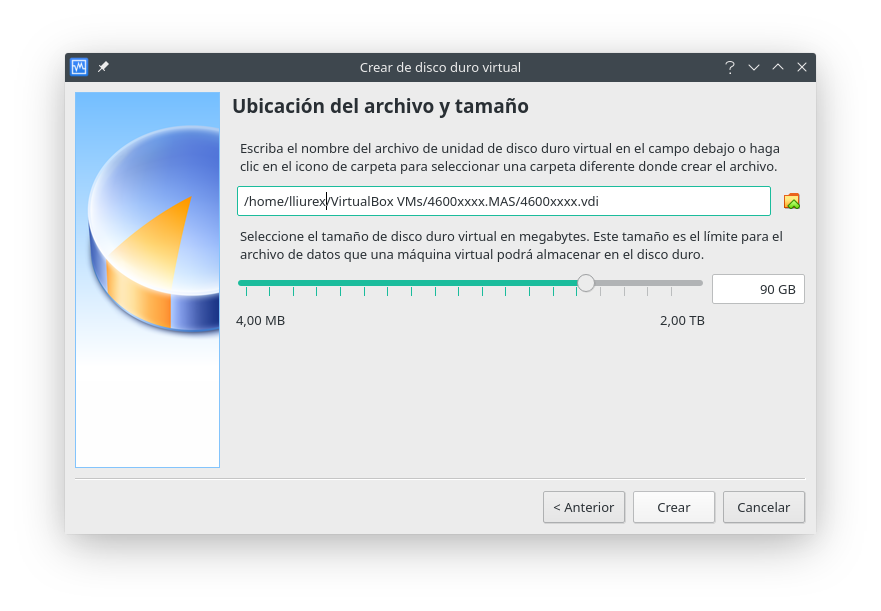 Crear de disco duro virtual
Ubicación del archivo y tamaño
Escriba el nombre del archivo de unidad de disco duro virtual en el campo debajo o haga
clic en el icono de carpeta para seleccionar una carpeta diferente donde crear el archivo.
/home/lliurex/VirtualBox VMs/4600xxxx.MAS/4600xxxx.vdi
Seleccione el tamaño de disco duro virtual en megabytes. Este tamaño es el límite para el
archivo de datos que una máquina virtual podrá almacenar en el disco duro.
90 GB
4,00 MB
2,00 TB
< Anterior
Crear
Cancelar